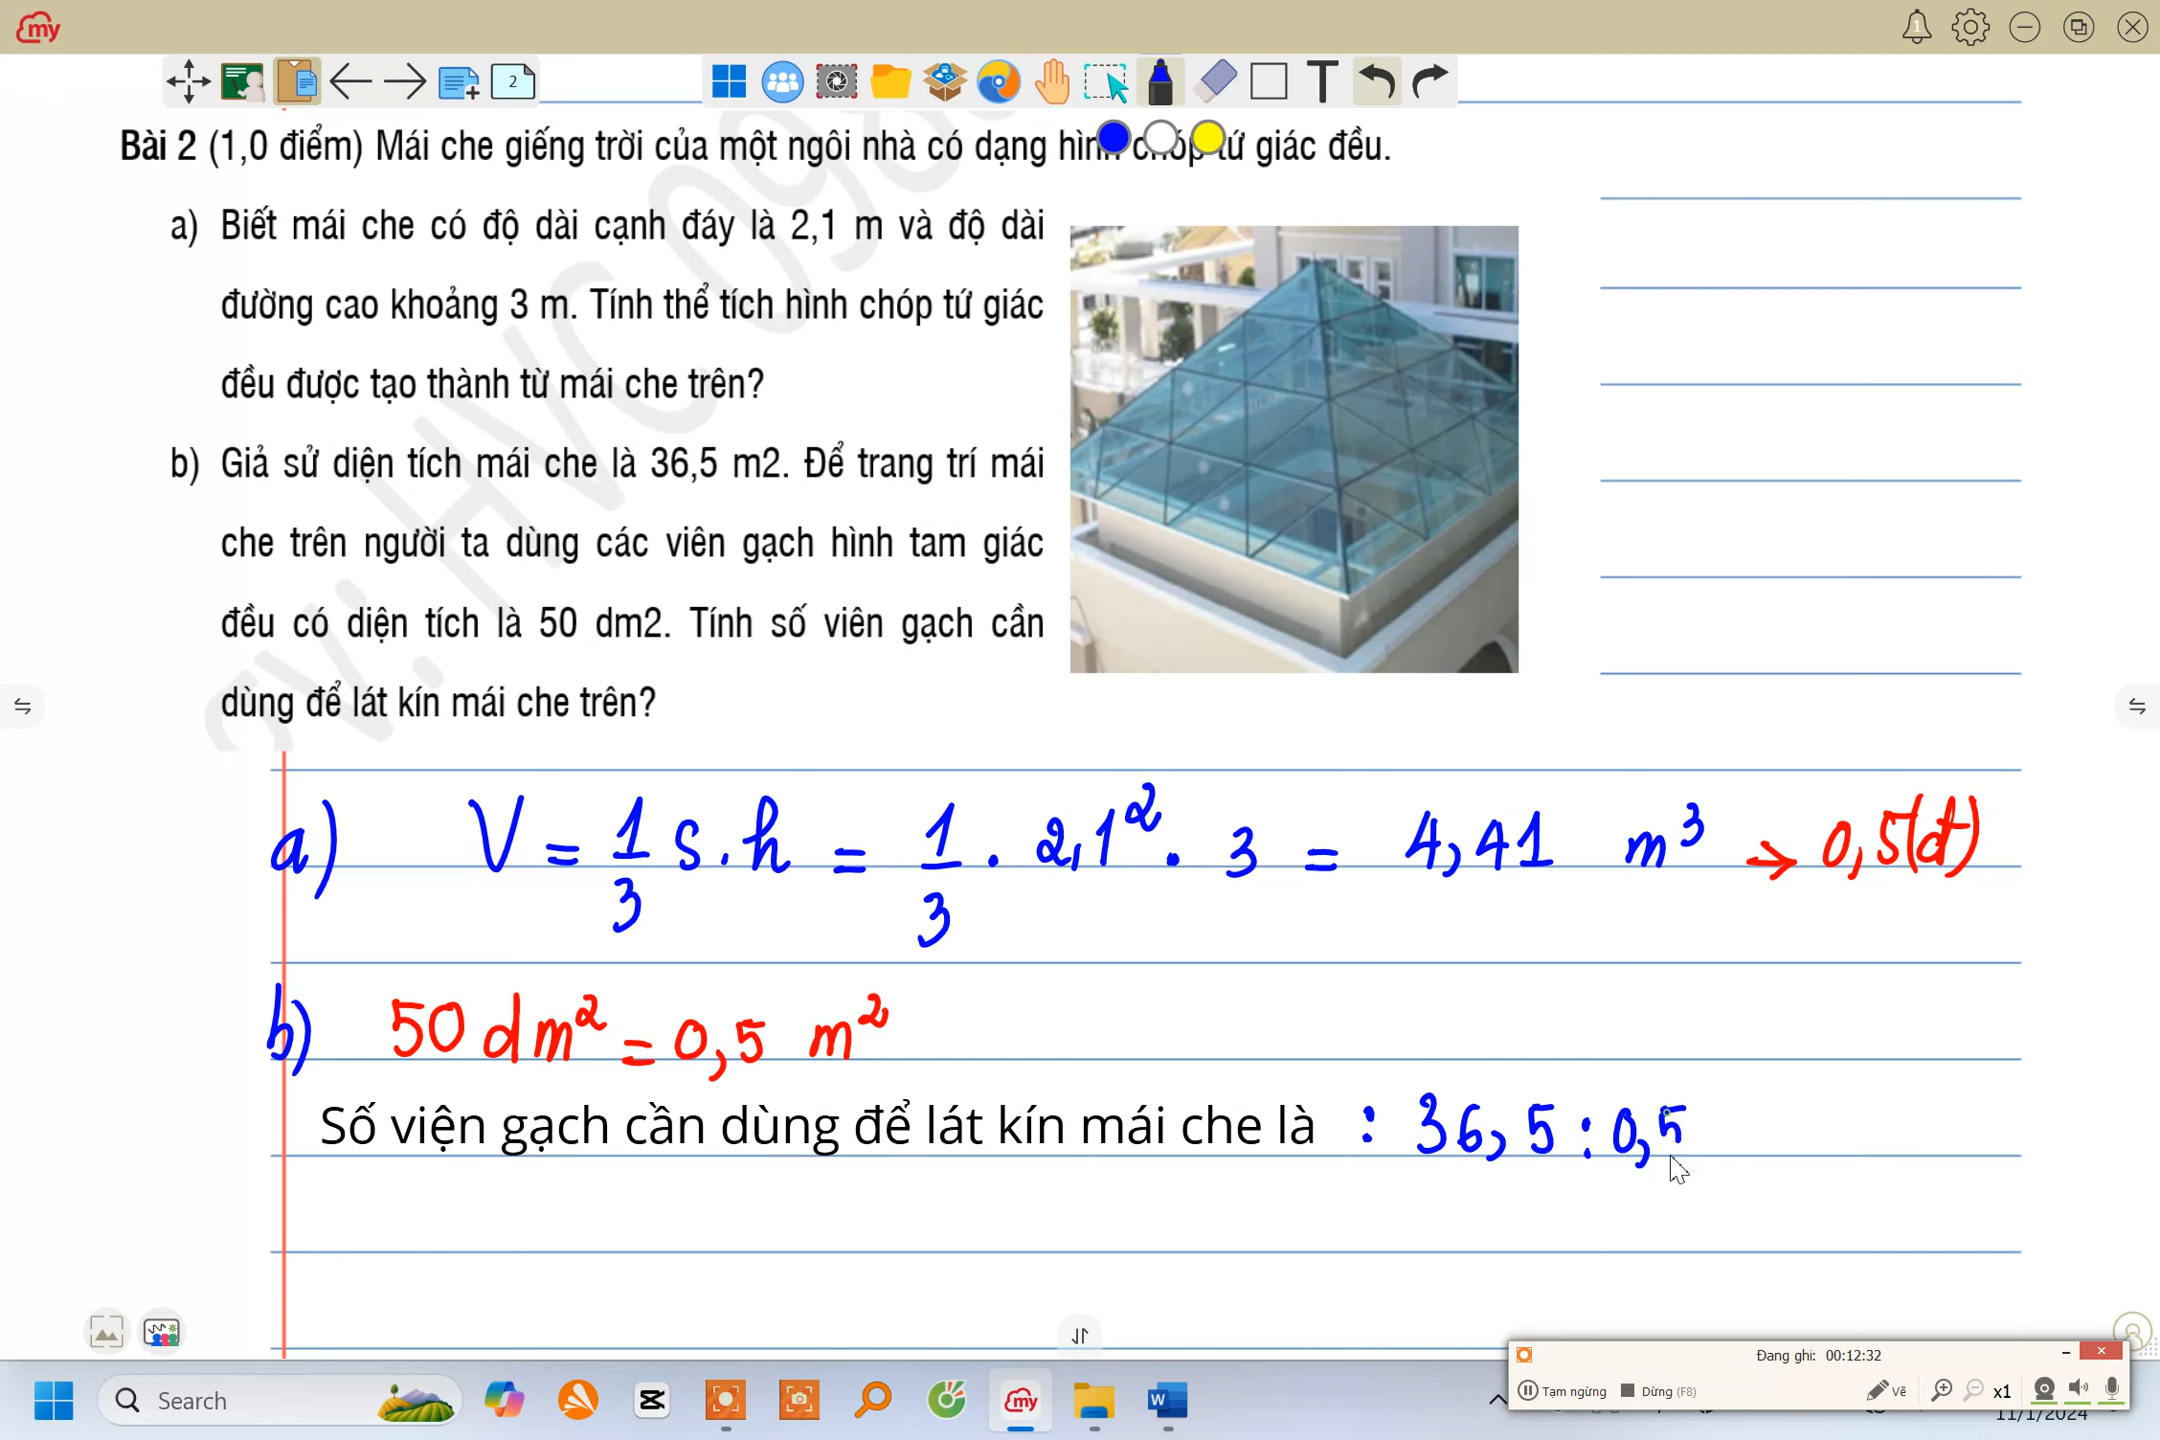 my
1
2
Bài 2 (1,0 điểm) Mái che giếng trời của một ngôi nhà có dạng hình chóp tứ giác đều.
a) Biết mái che có độ dài cạnh đáy là 2,1 m và độ dài
đường cao khoảng 3 m. Tính thể tích hình chóp tứ giác
đều được tạo thành từ mái che trên?
b) Giả sử diện tích mái che là 36,5 m2. Để trang trí mái
che trên người ta dùng các viên gạch hình tam giác
đều có diện tích là 50 dm2. Tính số viên gạch cần
dùng để lát kín mái che trên?
a) V = 1/3 S.h = 1/3 . 2,1² . 3 = 4,41 m³ → 0,5(đ)
b) 50 dm² = 0,5 m²
Số viện gạch cần dùng để lát kín mái che là : 36,5 : 0,5
Đang ghi: 00:12:32
Tạm ngừng Dừng (F8) Vẽ x1
Search my W
11/1/2024